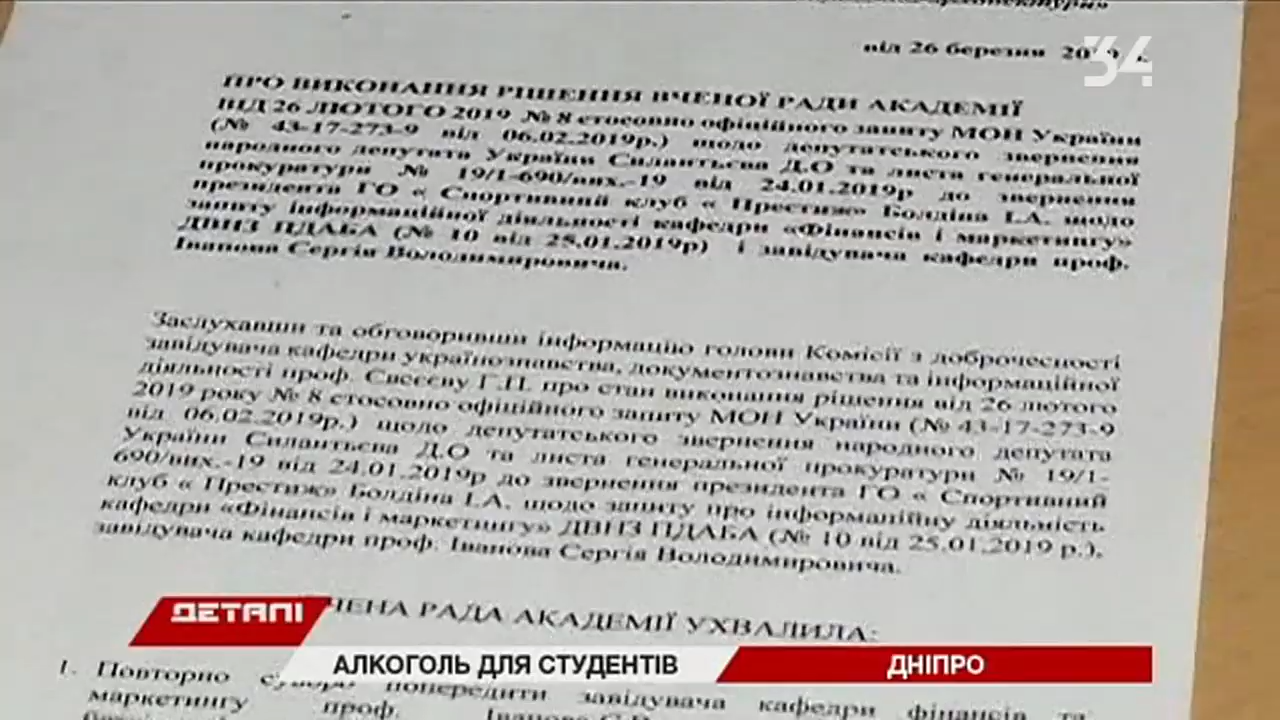 від 26 березня
34
ПРО ВИКОНАННЯ РІШЕННЯ ВЧЕНОЇ РАДИ АКАДЕМІЇ
ВІД 26 ЛЮТОГО 2019 № 8 стосовно офіційного запиту МОН України
(№ 43-17-273-9 від 06.02.2019р.) щодо депутатського звернення
народного депутата України Силантьєва Д.О та листа генеральної
прокуратури № 19/1-690/вих.-19 від 24.01.2019р до звернення
президента ГО « Спортивний клуб « Престиж» Болдіна І.А. щодо
запиту інформаційної діяльності кафедри «Фінансів і маркетингу»
ДВНЗ ПДАБА (№ 10 від 25.01.2019р) і завідувача кафедри проф.
Іванова Сергія Володимировича.
Заслухавши та обговоривши інформацію голови Комісії з доброчесності
завідувача кафедри українознавства, документознавства та інформаційної
діяльності проф. Євсєєву Г.П. про стан виконання рішення від 26 лютого
2019 року № 8 стосовно офіційного запиту МОН України (№ 43-17-273-9
від 06.02.2019р.) щодо депутатського звернення народного депутата
України Силантьєва Д.О та листа генеральної прокуратури № 19/1-
690/вих.-19 від 24.01.2019р до звернення президента ГО « Спортивний
клуб « Престиж» Болдіна І.А. щодо запиту про інформаційну діяльність
кафедри «Фінансів і маркетингу» ДВНЗ ПДАБА (№ 10 від 25.01.2019 р.),
завідувача кафедри проф. Іванова Сергія Володимировича.
ЧЕНА РАДА АКАДЕМІЇ УХВАЛИЛА:
ДЕТАЛІ
АЛКОГОЛЬ ДЛЯ СТУДЕНТІВ
ДНІПРО
1. Повторно попередити завідувача кафедри фінансів та
маркетингу проф.